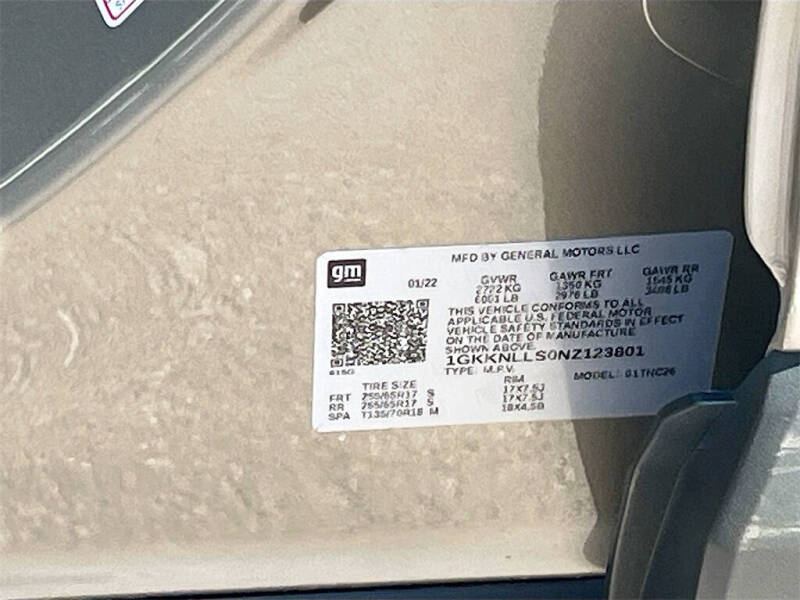 gm
MFD BY GENERAL MOTORS LLC
01/22
GVWR GAWR FRT GAWR RR
2722 KG 1350 KG 1545 KG
6001 LB 2976 LB 3406 LB
THIS VEHICLE CONFORMS TO ALL
APPLICABLE U.S. FEDERAL MOTOR
VEHICLE SAFETY STANDARDS IN EFFECT
ON THE DATE OF MANUFACTURE
SHOWN ABOVE.
1GKKNLLS0NZ123801
TYPE: M.P.V. MODEL: 01TNC26
TIRE SIZE RIM
FRT 255/65R17 S 17X7.5J
RR 255/65R17 S 17X7.5J
SPA T135/70R18 M 18X4.5B